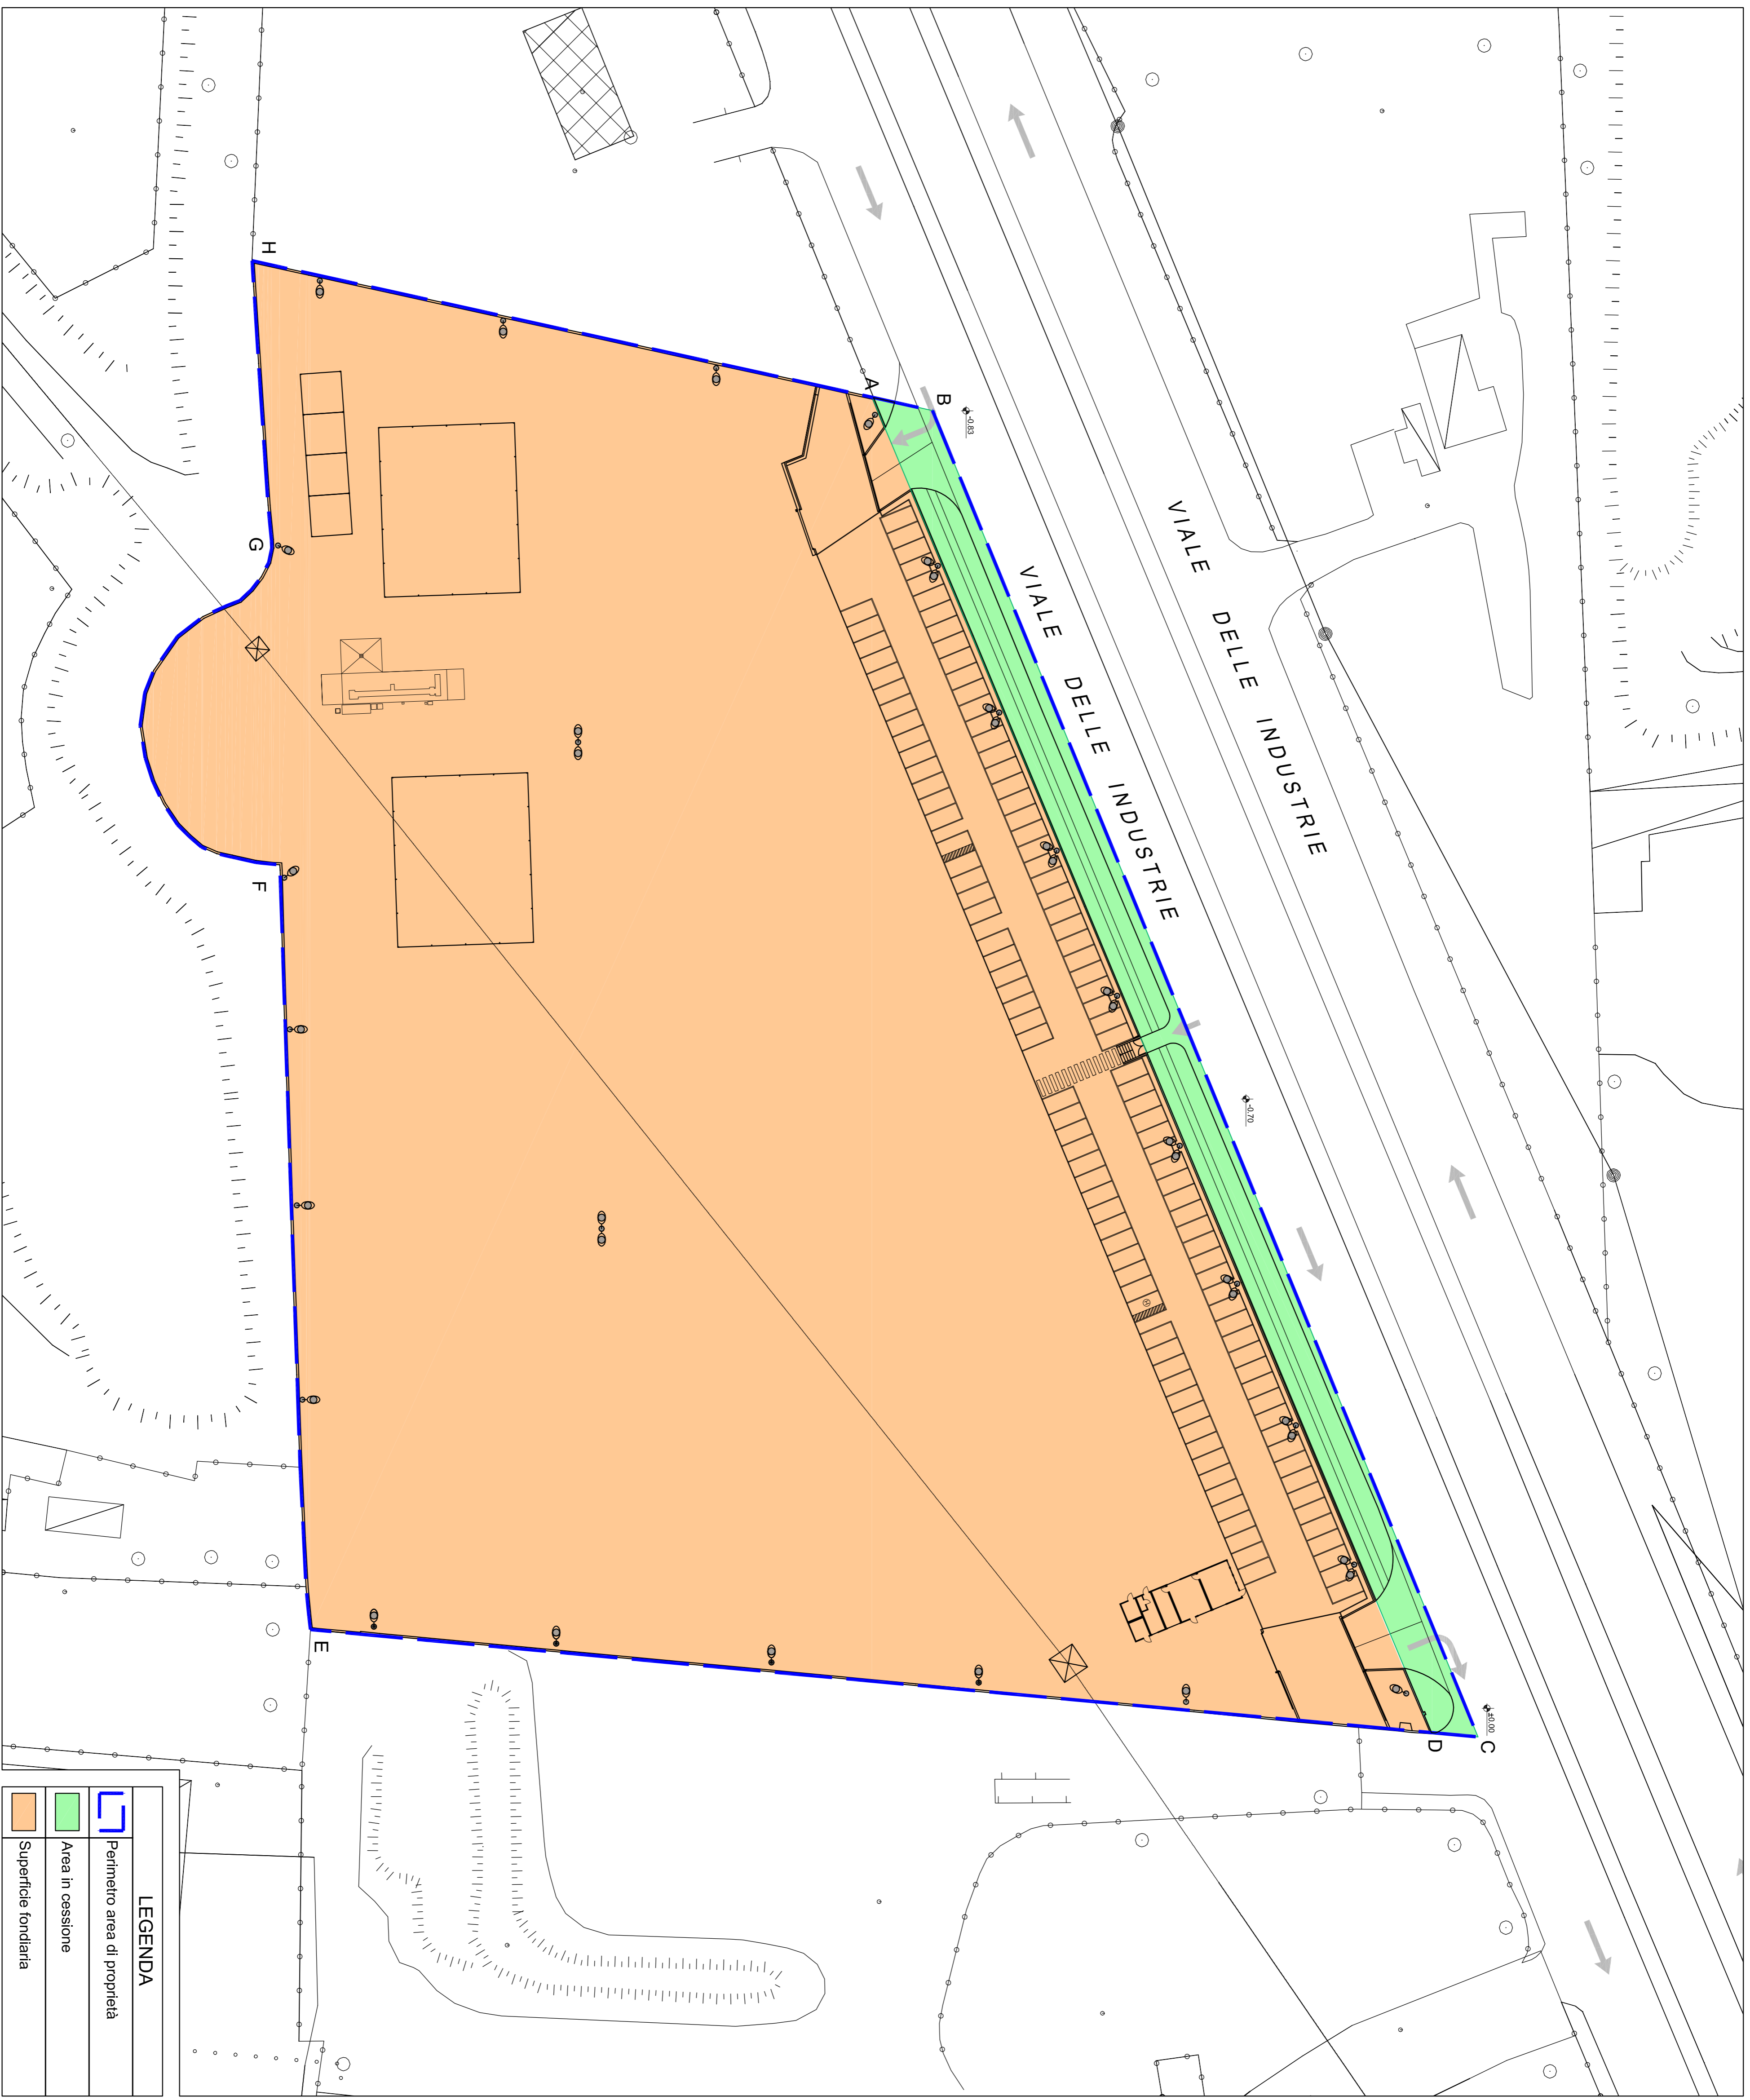 VIALE DELLE INDUSTRIE
VIALE DELLE INDUSTRIE
A
B
C
D
E
F
G
H
-0.83
-0.70
±0.00
LEGENDA
Perimetro area di proprietà
Area in cessione
Superficie fondiaria